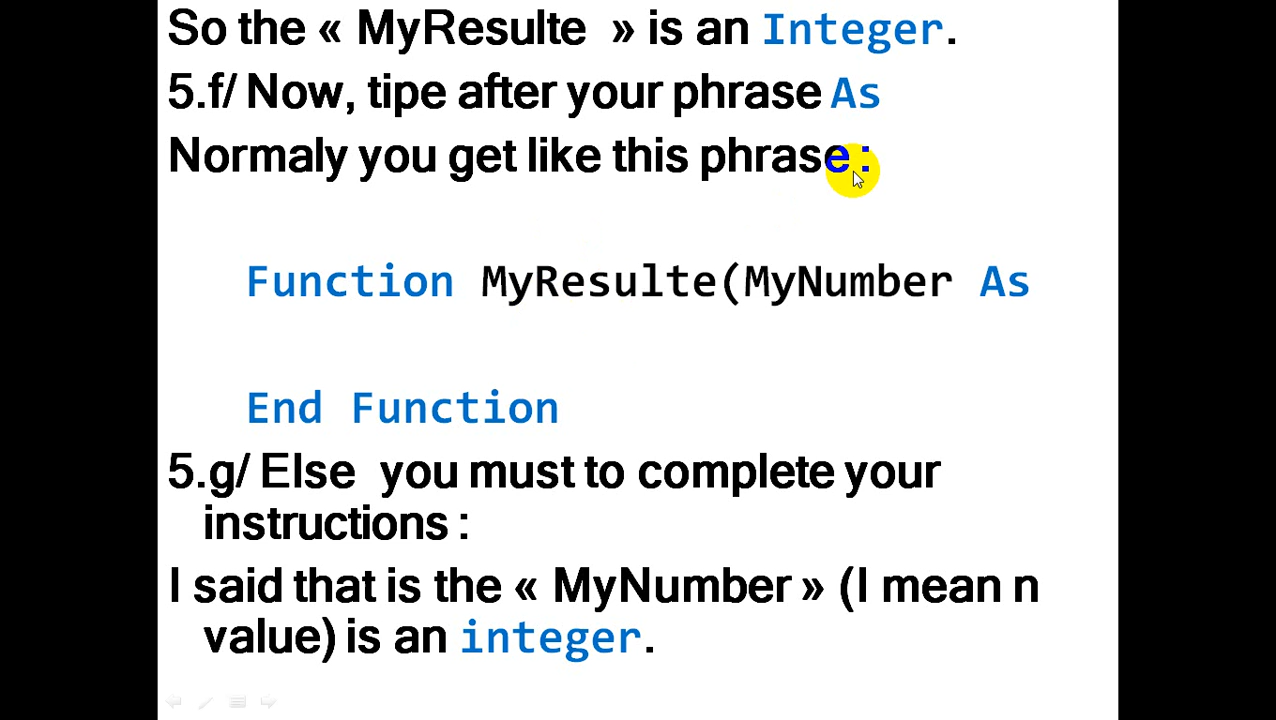 So the « MyResulte  » is an Integer.
5.f/ Now, tipe after your phrase As
Normaly you get like this phrase :
Function MyResulte(MyNumber As
End Function
5.g/ Else  you must to complete your
instructions :
I said that is the « MyNumber » (I mean n
value) is an integer.